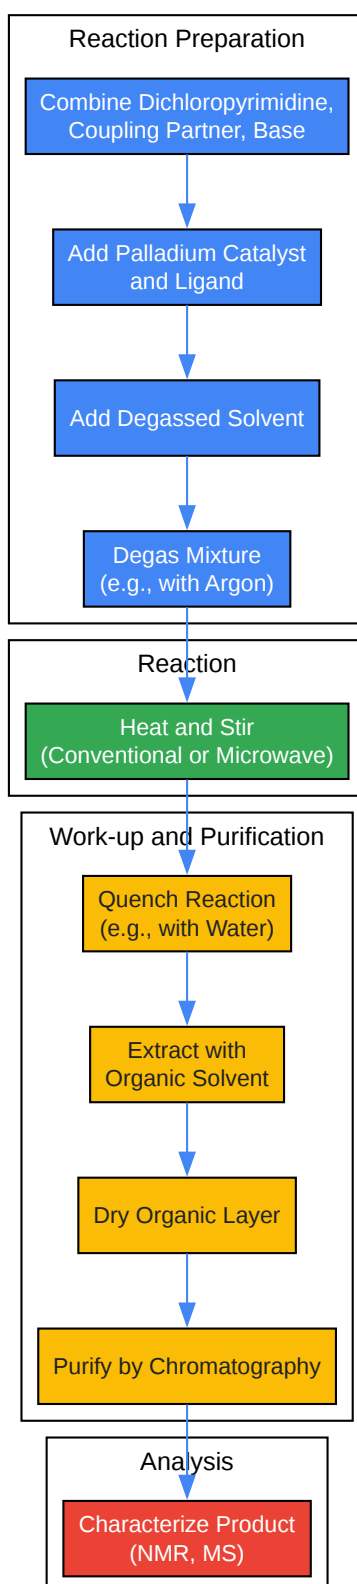 Reaction Preparation
Combine Dichloropyrimidine,
Coupling Partner, Base
Add Palladium Catalyst
and Ligand
Add Degassed Solvent
Degas Mixture
(e.g., with Argon)
Reaction
Heat and Stir
(Conventional or Microwave)
Work-up and Purification
Quench Reaction
(e.g., with Water)
Extract with
Organic Solvent
Dry Organic Layer
Purify by Chromatography
Analysis
Characterize Product
(NMR, MS)